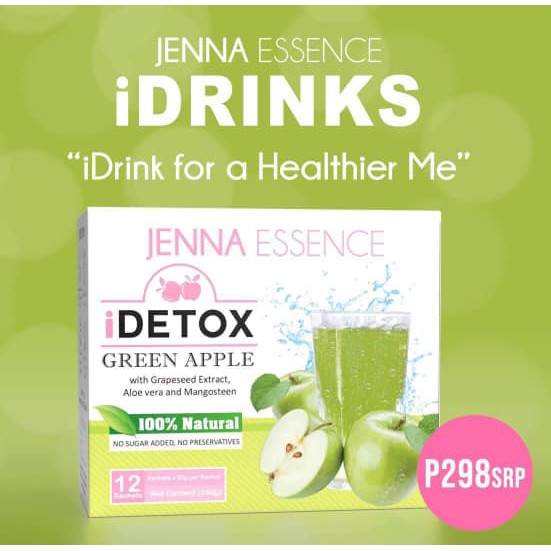 JENNA ESSENCE
iDRINKS
“iDrink for a Healthier Me”
JENNA ESSENCE
iDETOX
GREEN APPLE
with Grapeseed Extract,
Aloe vera and Mangosteen
100% Natural
NO SUGAR ADDED, NO PRESERVATIVES
12
Sachets
P298SRP